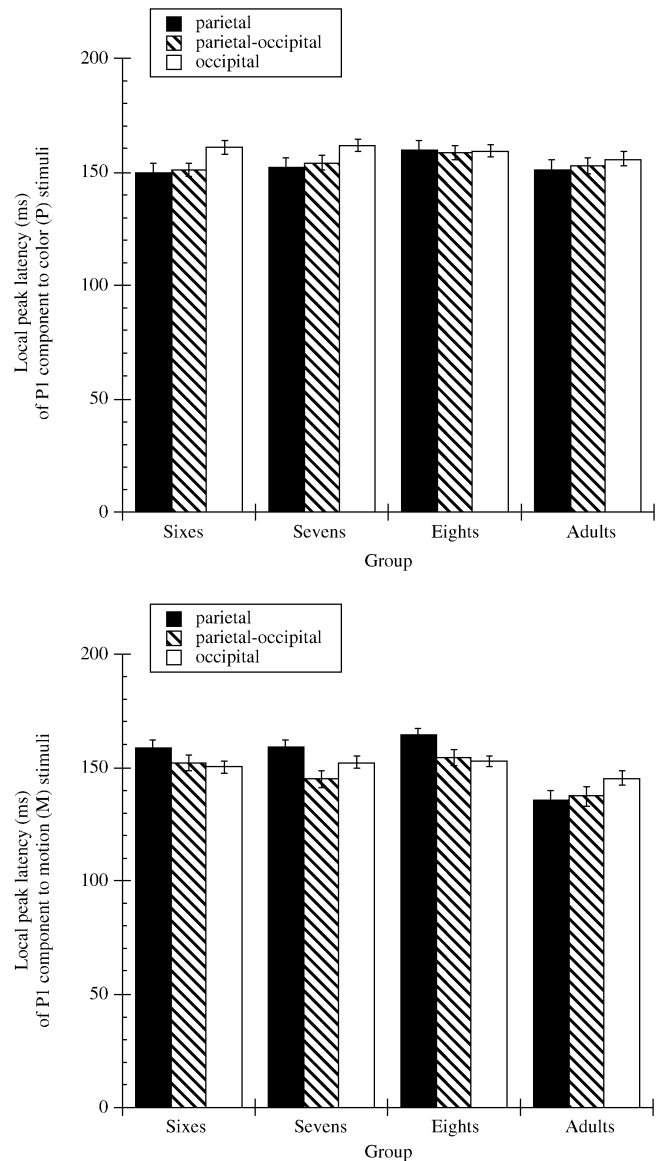 parietal
parietal-occipital
occipital
200
150
100
50
0
Local peak latency (ms)
of P1 component to color (P) stimuli
Sixes Sevens Eights Adults
Group
parietal
parietal-occipital
occipital
200
150
100
50
0
Local peak latency (ms)
of P1 component to motion (M) stimuli
Sixes Sevens Eights Adults
Group